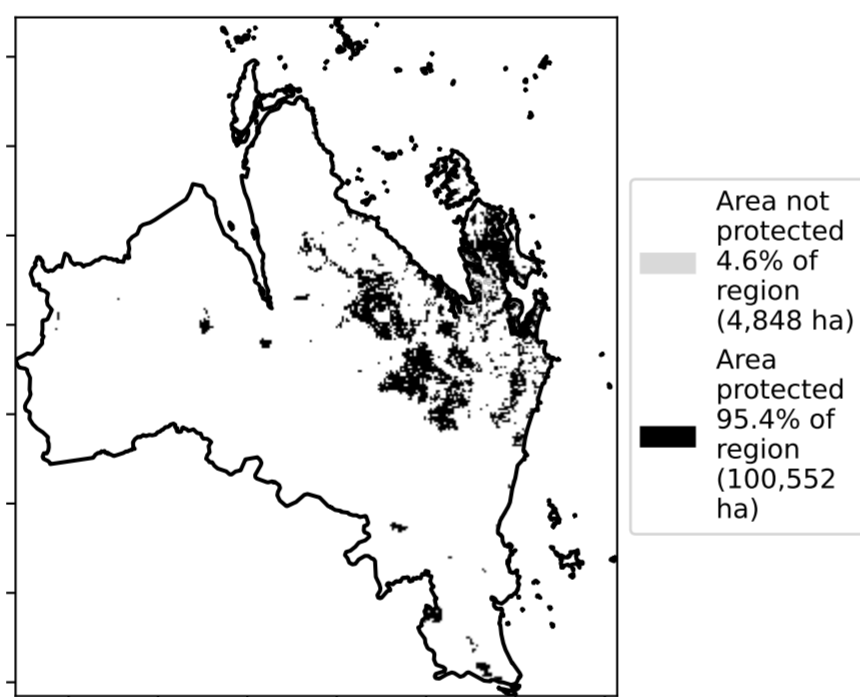 Area not
protected
4.6% of
region
(4,848 ha)
Area
protected
95.4% of
region
(100,552
ha)